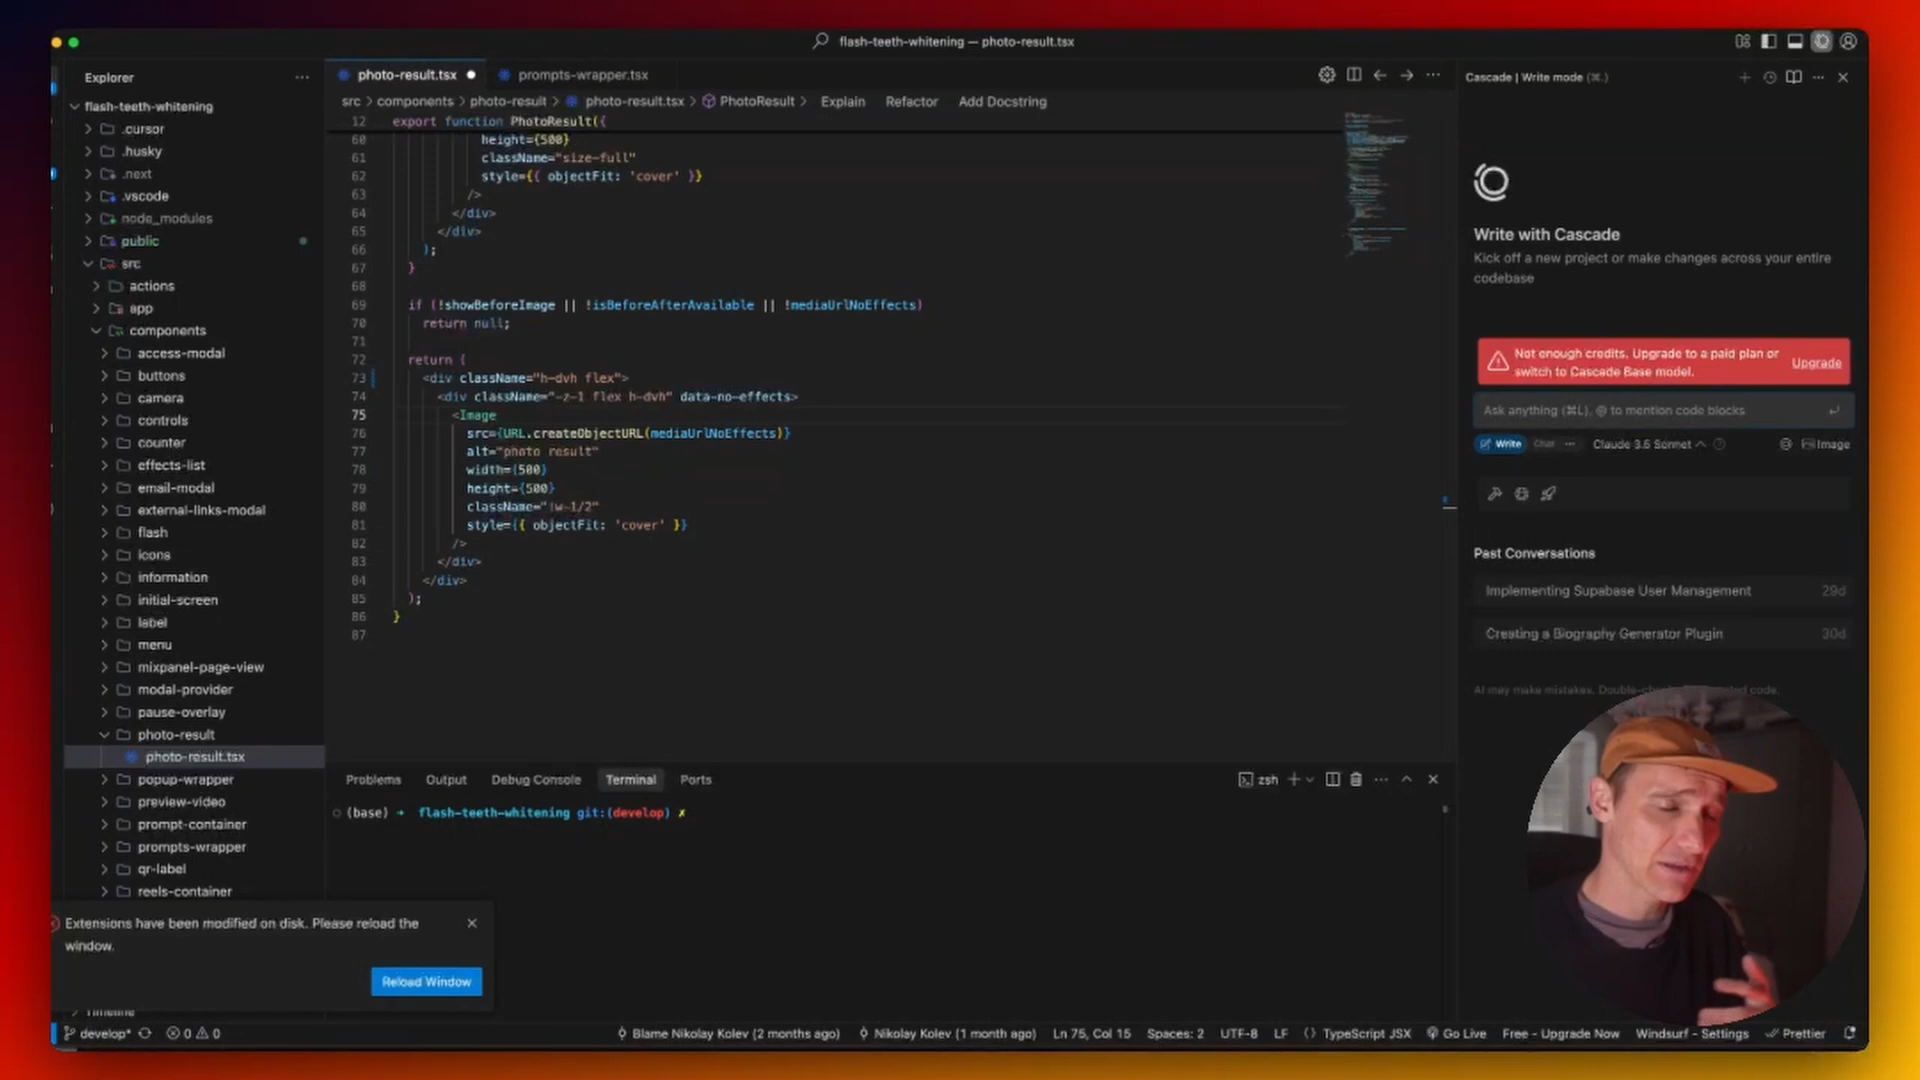 flash-teeth-whitening — photo-result.tsx
Explorer
flash-teeth-whitening
.cursor
.husky
.next
.vscode
node_modules
public
src
actions
app
components
access-modal
buttons
camera
controls
counter
effects-list
email-modal
external-links-modal
flash
icons
information
initial-screen
label
menu
mixpanel-page-view
modal-provider
pause-overlay
photo-result
photo-result.tsx
popup-wrapper
preview-video
prompt-container
prompts-wrapper
qr-label
reels-container
Timeline
photo-result.tsx
prompts-wrapper.tsx
src > components > photo-result > photo-result.tsx > PhotoResult > Explain Refactor Add Docstring
12 export function PhotoResult({
60 height={500}
61 className="size-full"
62 style={{ objectFit: 'cover' }}
63 />
64 </div>
65 </div>
66 );
67 }
68
69 if (!showBeforeImage || !isBeforeAfterAvailable || !mediaUrlNoEffects)
70 return null;
71
72 return (
73 <div className="h-dvh flex">
74 <div className="-z-1 flex h-dvh" data-no-effects>
75 <Image
76 src={URL.createObjectURL(mediaUrlNoEffects)}
77 alt="photo result"
78 width={500}
79 height={500}
80 className="!w-1/2"
81 style={{ objectFit: 'cover' }}
82 />
83 </div>
84 </div>
85 );
86 }
87
Problems Output Debug Console Terminal Ports
zsh
(base) → flash-teeth-whitening git:(develop) ✗
Cascade | Write mode (⌘.)
Write with Cascade
Kick off a new project or make changes across your entire
codebase
Not enough credits. Upgrade to a paid plan or
switch to Cascade Base model.
Upgrade
Ask anything (⌘L), @ to mention code blocks
Write Chat Claude 3.5 Sonnet Image
Past Conversations
Implementing Supabase User Management 29d
Creating a Biography Generator Plugin 30d
AI may make mistakes. Double-check code.
Extensions have been modified on disk. Please reload the
window.
Reload Window
develop* 0 0 Blame Nikolay Kolev (2 months ago) Nikolay Kolev (1 month ago) Ln 75, Col 15 Spaces: 2 UTF-8 LF TypeScript JSX Go Live Free - Upgrade Now Windsurf - Settings Prettier